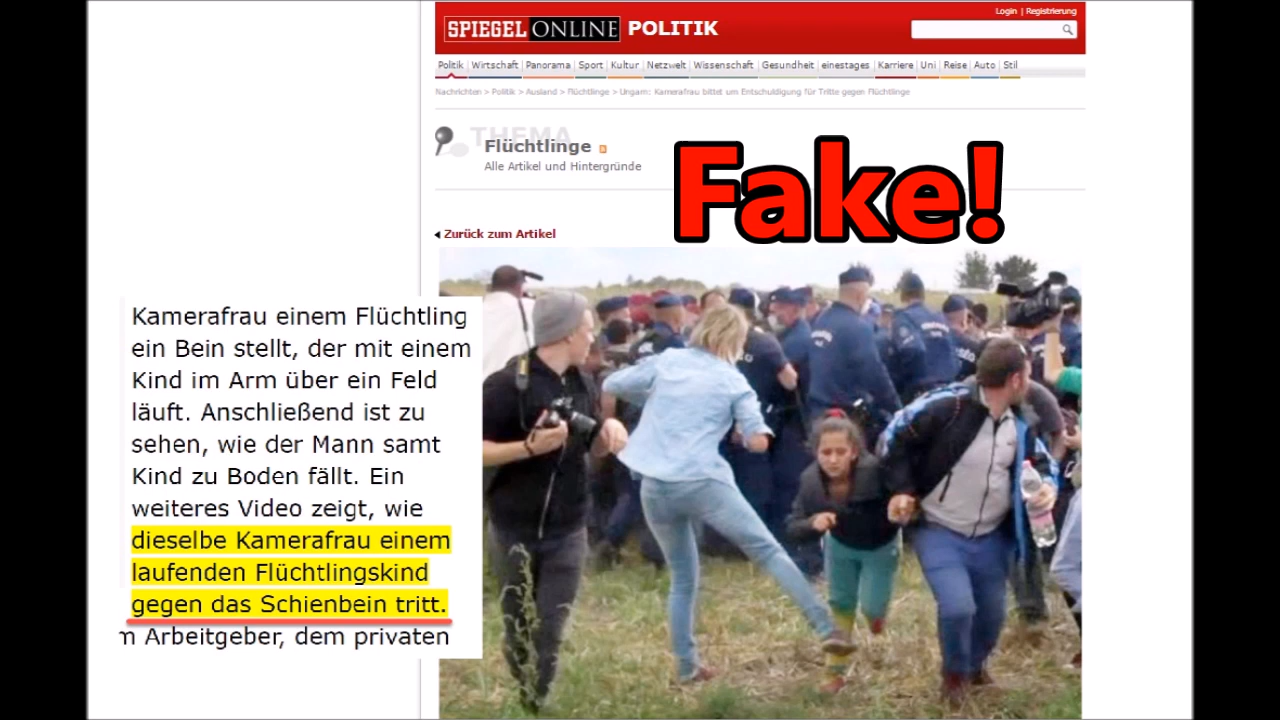 Login | Registrierung
SPIEGEL ONLINE POLITIK
Politik | Wirtschaft | Panorama | Sport | Kultur | Netzwelt | Wissenschaft | Gesundheit | einestages | Karriere | Uni | Reise | Auto | Stil
Nachrichten > Politik > Ausland > Flüchtlinge > Ungarn: Kamerafrau bittet um Entschuldigung für Tritte gegen Flüchtlinge
THEMA
Flüchtlinge
Alle Artikel und Hintergründe
Fake!
Zurück zum Artikel
Kamerafrau einem Flüchtling
ein Bein stellt, der mit einem
Kind im Arm über ein Feld
läuft. Anschließend ist zu
sehen, wie der Mann samt
Kind zu Boden fällt. Ein
weiteres Video zeigt, wie
dieselbe Kamerafrau einem
laufenden Flüchtlingskind
gegen das Schienbein tritt.
m Arbeitgeber, dem privaten